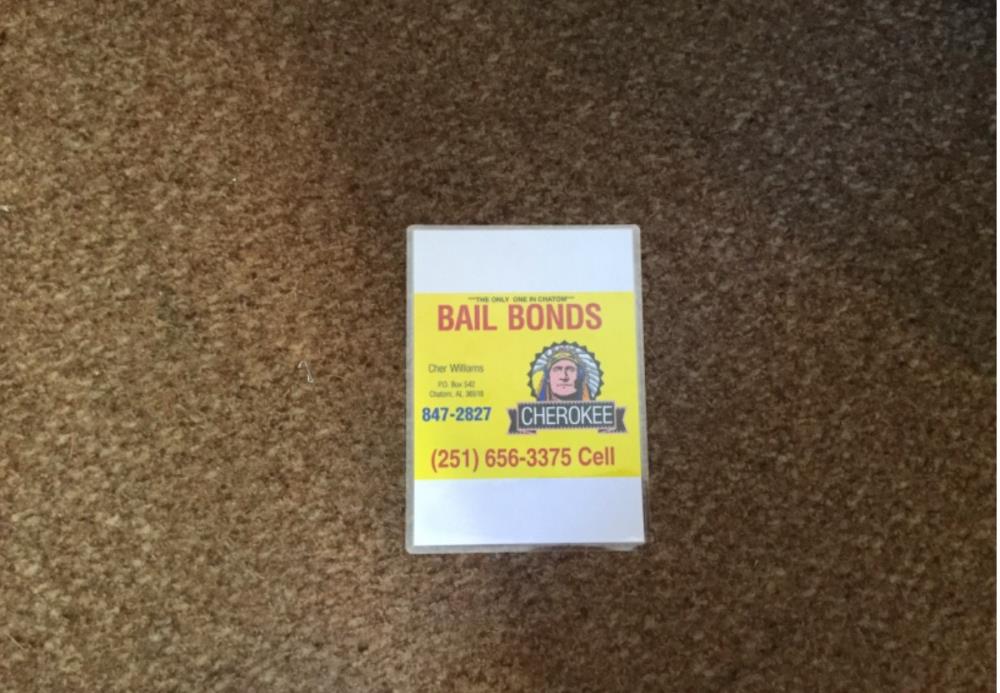 ***THE ONLY ONE IN CHATOM***
BAIL BONDS
Cher Williams
P.O. Box 542
Chatom, AL 36518
847-2827
CHEROKEE
(251) 656-3375 Cell